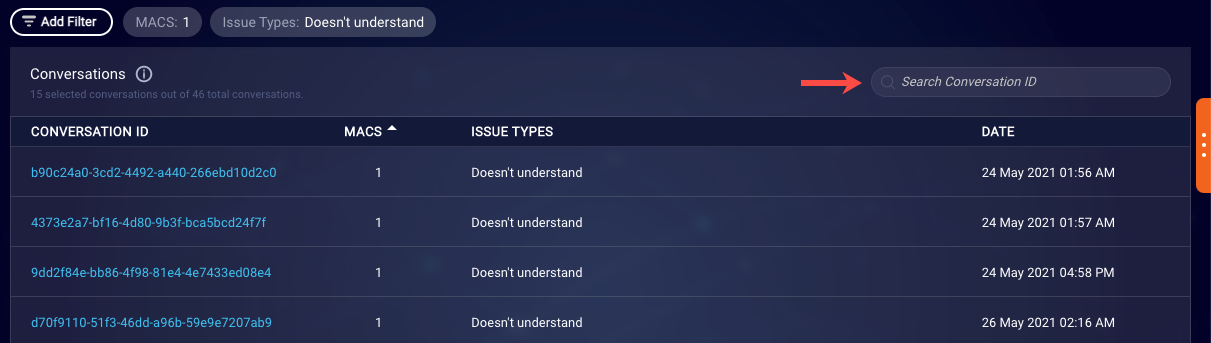 Add Filter MACS: 1 Issue Types: Doesn't understand
Conversations
15 selected conversations out of 46 total conversations.
Search Conversation ID
CONVERSATION ID MACS ISSUE TYPES DATE
b90c24a0-3cd2-4492-a440-266ebd10d2c0 1 Doesn't understand 24 May 2021 01:56 AM
4373e2a7-bf16-4d80-9b3f-bca5bcd24f7f 1 Doesn't understand 24 May 2021 01:57 AM
9dd2f84e-bb86-4f98-81e4-4e7433ed08e4 1 Doesn't understand 24 May 2021 04:58 PM
d70f9110-51f3-46dd-a96b-59e9e7207ab9 1 Doesn't understand 26 May 2021 02:16 AM